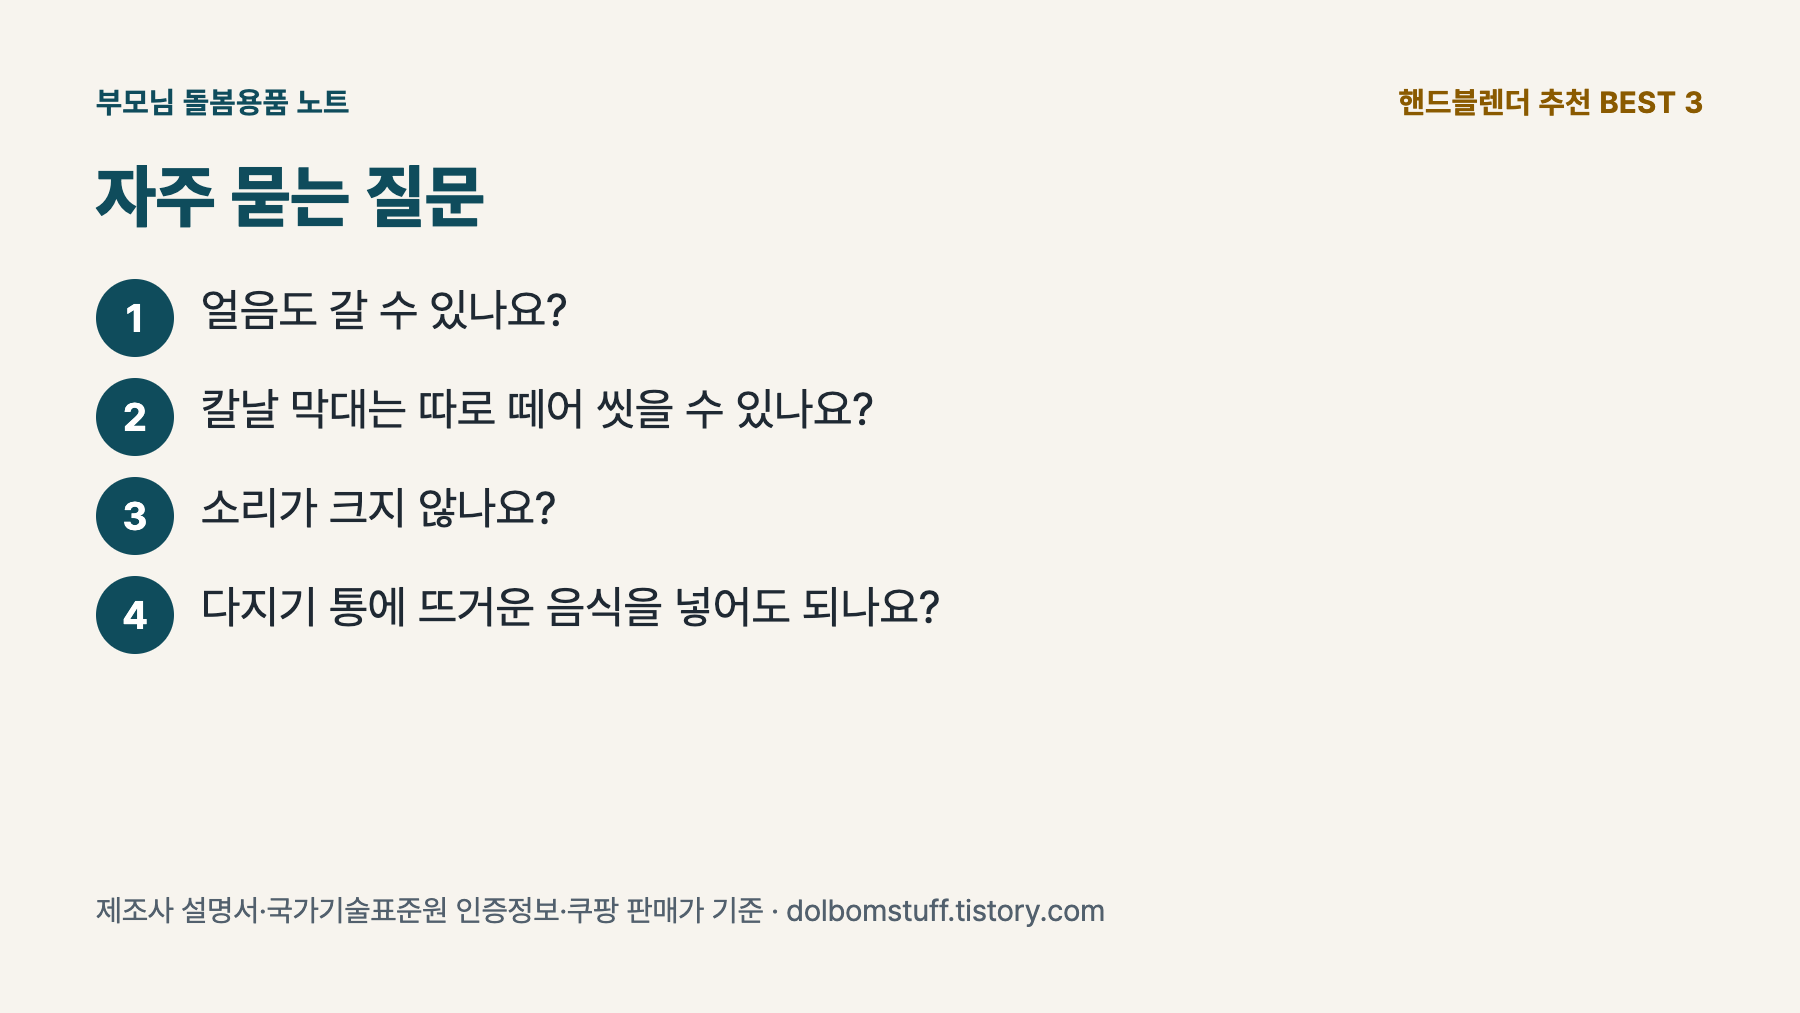 부모님 돌봄용품 노트
핸드블렌더 추천 BEST 3
자주 묻는 질문
1 얼음도 갈 수 있나요?
2 칼날 막대는 따로 떼어 씻을 수 있나요?
3 소리가 크지 않나요?
4 다지기 통에 뜨거운 음식을 넣어도 되나요?
제조사 설명서·국가기술표준원 인증정보·쿠팡 판매가 기준 · dolbomstuff.tistory.com